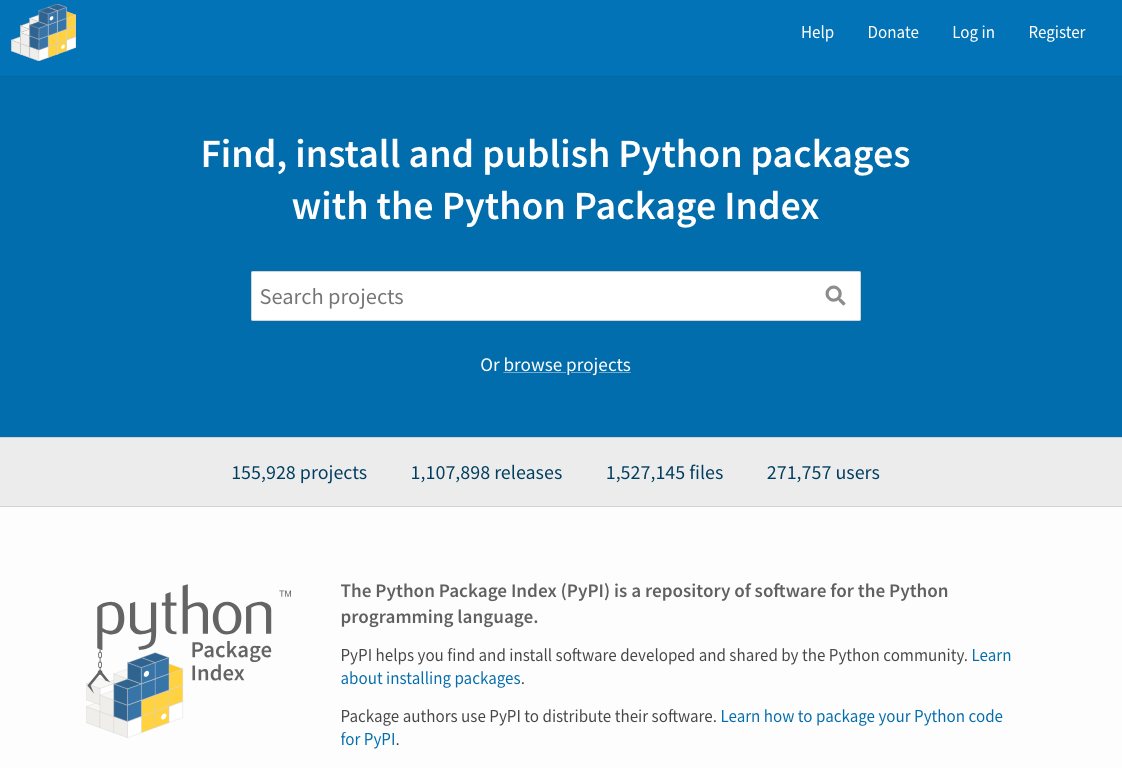 Help Donate Log in Register
Find, install and publish Python packages
with the Python Package Index
Search projects
Or browse projects
155,928 projects 1,107,898 releases 1,527,145 files 271,757 users
python™
Package
Index
The Python Package Index (PyPI) is a repository of software for the Python
programming language.
PyPI helps you find and install software developed and shared by the Python community. Learn
about installing packages.
Package authors use PyPI to distribute their software. Learn how to package your Python code
for PyPI.